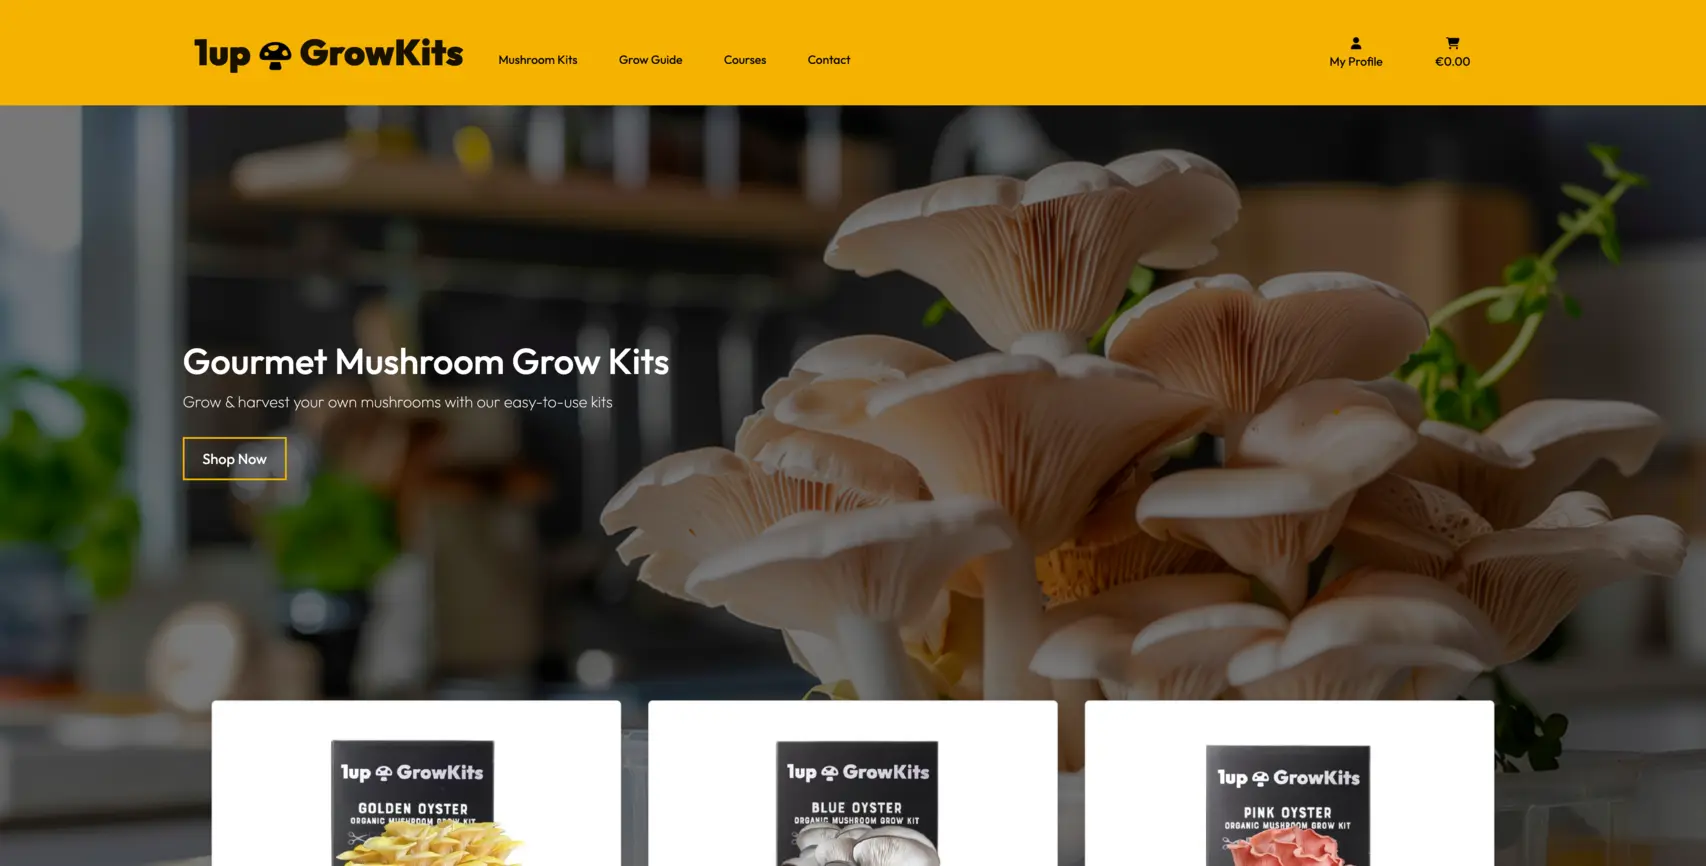 1up GrowKits
Mushroom Kits
Grow Guide
Courses
Contact
My Profile
€0.00
Gourmet Mushroom Grow Kits
Grow & harvest your own mushrooms with our easy-to-use kits
Shop Now
1up GrowKits
GOLDEN OYSTER
ORGANIC MUSHROOM GROW KIT
1up GrowKits
BLUE OYSTER
ORGANIC MUSHROOM GROW KIT
1up GrowKits
PINK OYSTER
ORGANIC MUSHROOM GROW KIT